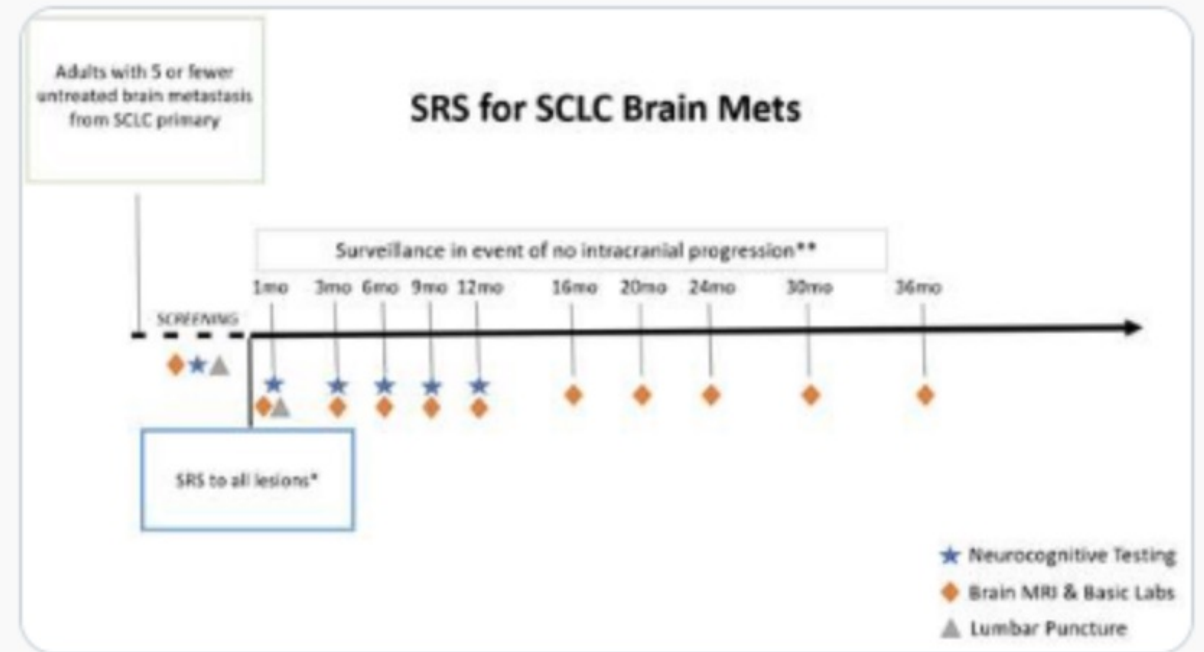 Adults with 5 or fewer
untreated brain metastasis
from SCLC primary
SRS for SCLC Brain Mets
Surveillance in event of no intracranial progression**
1mo 3mo 6mo 9mo 12mo 16mo 20mo 24mo 30mo 36mo
SCREENING
SRS to all lesions*
Neurocognitive Testing
Brain MRI & Basic Labs
Lumbar Puncture